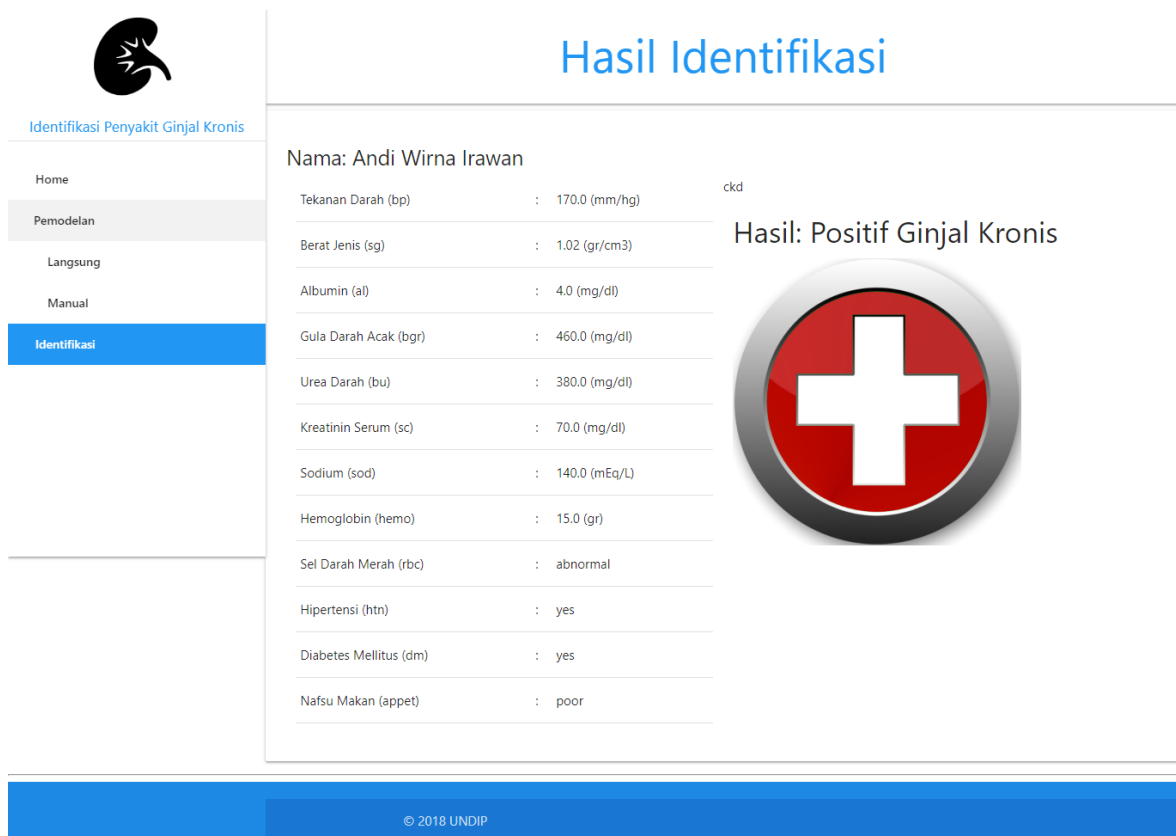 Hasil Identifikasi
Identifikasi Penyakit Ginjal Kronis
Home
Pemodelan
Langsung
Manual
Identifikasi
Nama: Andi Wirna Irawan
Tekanan Darah (bp) : 170.0 (mm/hg)
Berat Jenis (sg) : 1.02 (gr/cm3)
Albumin (al) : 4.0 (mg/dl)
Gula Darah Acak (bgr) : 460.0 (mg/dl)
Urea Darah (bu) : 380.0 (mg/dl)
Kreatinin Serum (sc) : 70.0 (mg/dl)
Sodium (sod) : 140.0 (mEq/L)
Hemoglobin (hemo) : 15.0 (gr)
Sel Darah Merah (rbc) : abnormal
Hipertensi (htn) : yes
Diabetes Mellitus (dm) : yes
Nafsu Makan (appet) : poor
ckd
Hasil: Positif Ginjal Kronis
© 2018 UNDIP